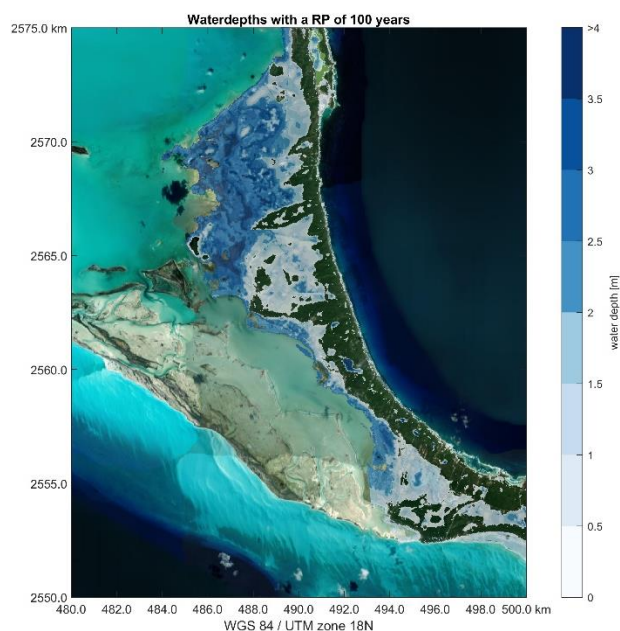 Waterdepths with a RP of 100 years
2575.0 km
2570.0
2565.0
2560.0
2555.0
2550.0
480.0 482.0 484.0 486.0 488.0 490.0 492.0 494.0 496.0 498.0 500.0 km
WGS 84 / UTM zone 18N
>4
3.5
3
2.5
2
1.5
1
0.5
0
water depth [m]